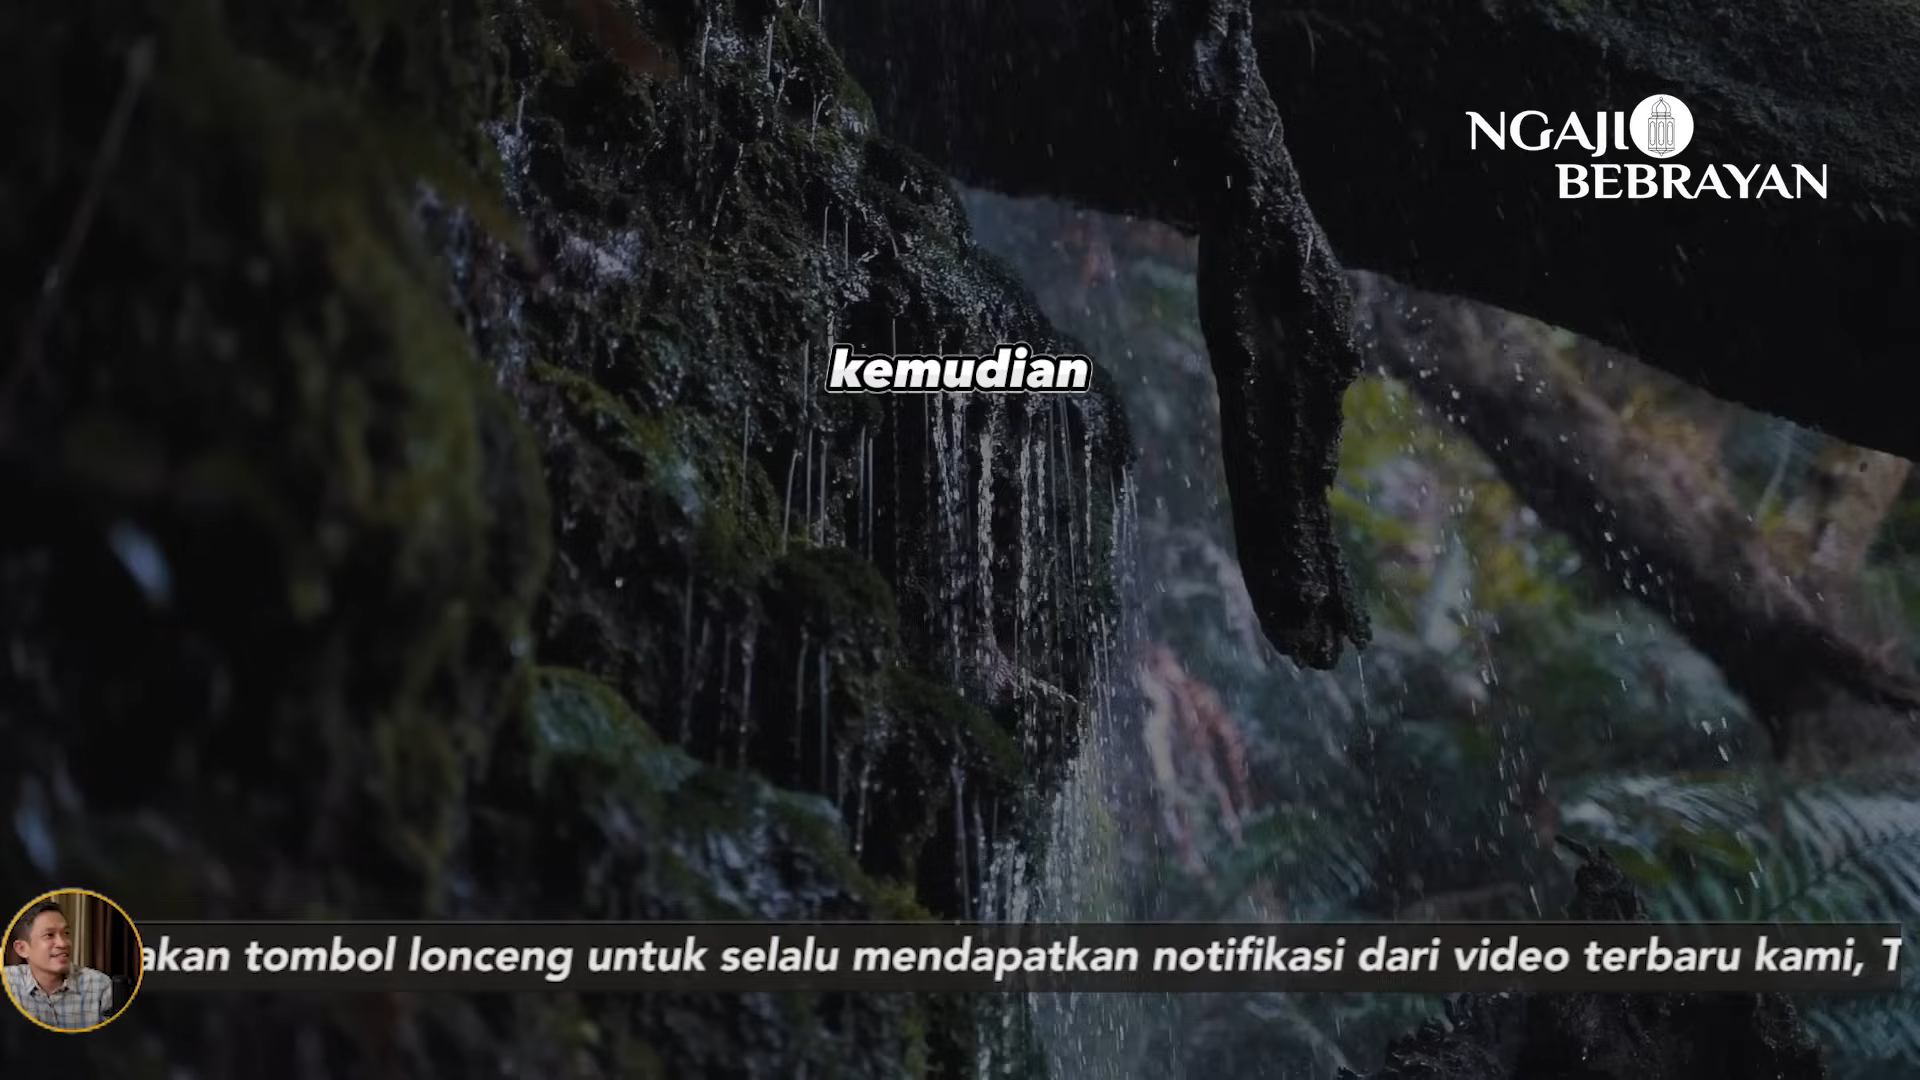 NGAJI
BEBRAYAN
kemudian
akan tombol lonceng untuk selalu mendapatkan notifikasi dari video terbaru kami, T